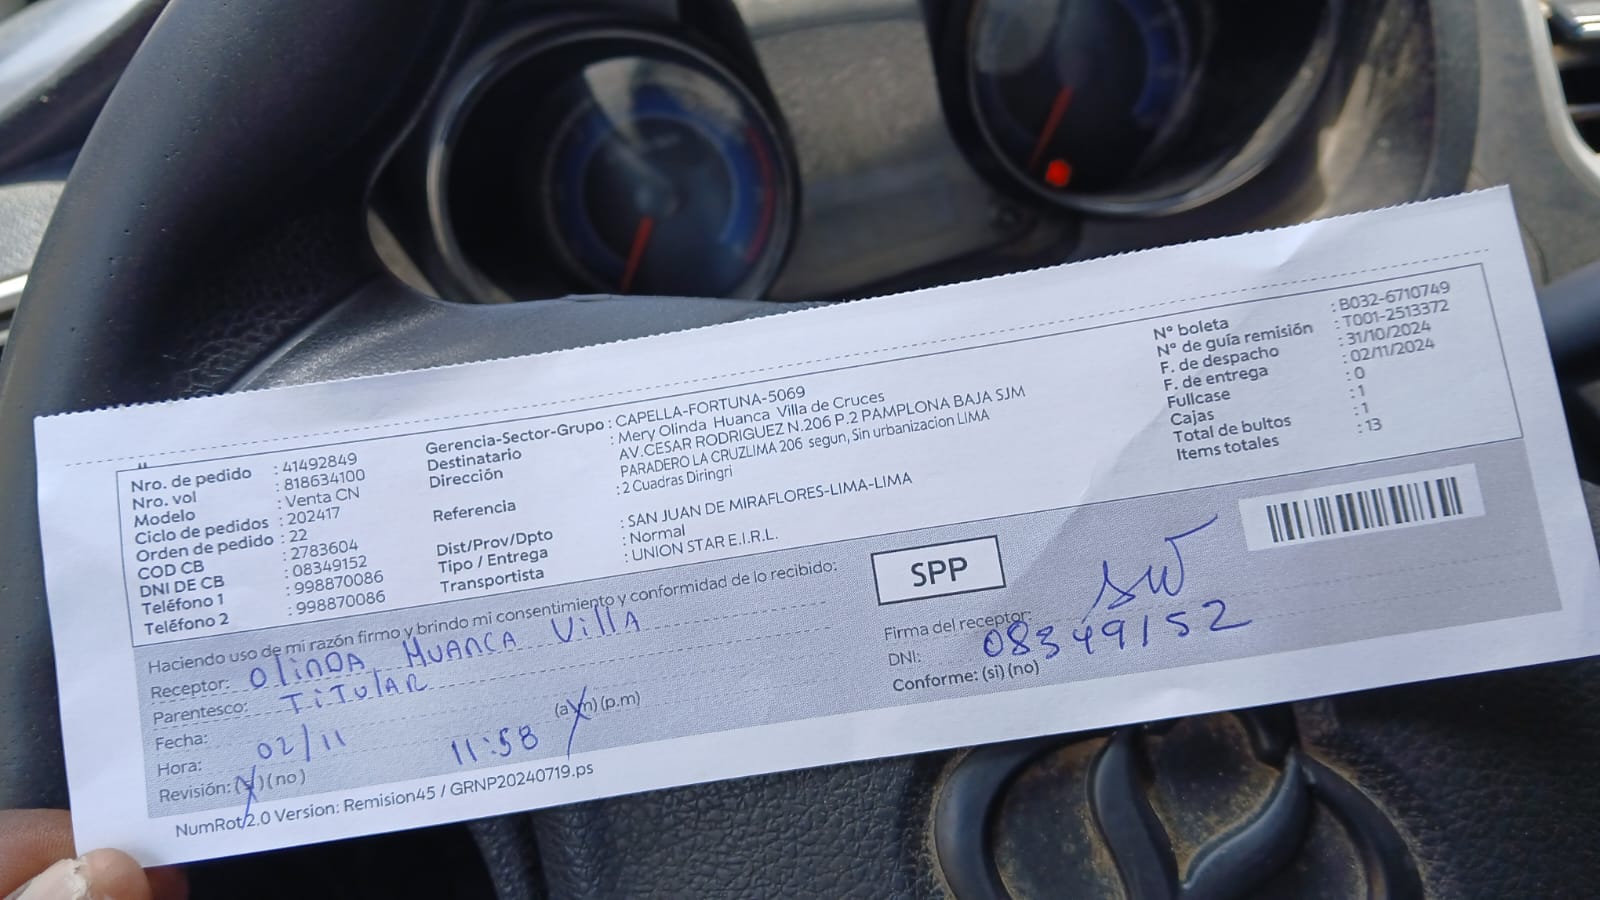 Nro. de pedido : 41492849
Nro. vol : 818634100
Modelo : Venta CN
Ciclo de pedidos : 202417
Orden de pedido : 22
COD CB : 2783604
DNI DE CB : 08349152
Teléfono 1 : 998870086
Teléfono 2 : 998870086
Gerencia-Sector-Grupo : CAPELLA-FORTUNA-5069
Destinatario : Mery Olinda Huanca Villa de Cruces
Dirección AV.CESAR RODRIGUEZ N.206 P.2 PAMPLONA BAJA SJM
PARADERO LA CRUZLIMA 206 segun, Sin urbanizacion LIMA
Referencia : 2 Cuadras Diringri
Dist/Prov/Dpto : SAN JUAN DE MIRAFLORES-LIMA-LIMA
Tipo / Entrega : Normal
Transportista : UNION STAR E.I.R.L.
N° boleta : B032-6710749
N° de guía remisión : T001-2513372
F. de despacho : 31/10/2024
F. de entrega : 02/11/2024
Fullcase : 0
Cajas : 1
Total de bultos : 1
Items totales : 13
Haciendo uso de mi razón firmo y brindo mi consentimiento y conformidad de lo recibido:
Receptor: Olinda Huanca Villa
Parentesco: Titular
Fecha: 02/11
Hora: 11:58 (a.m) (p.m)
Revisión: (si) (no)
SPP
Firma del receptor:
DNI: 08349152
Conforme: (si) (no)
NumRot 2.0 Version: Remision45 / GRNP20240719.ps